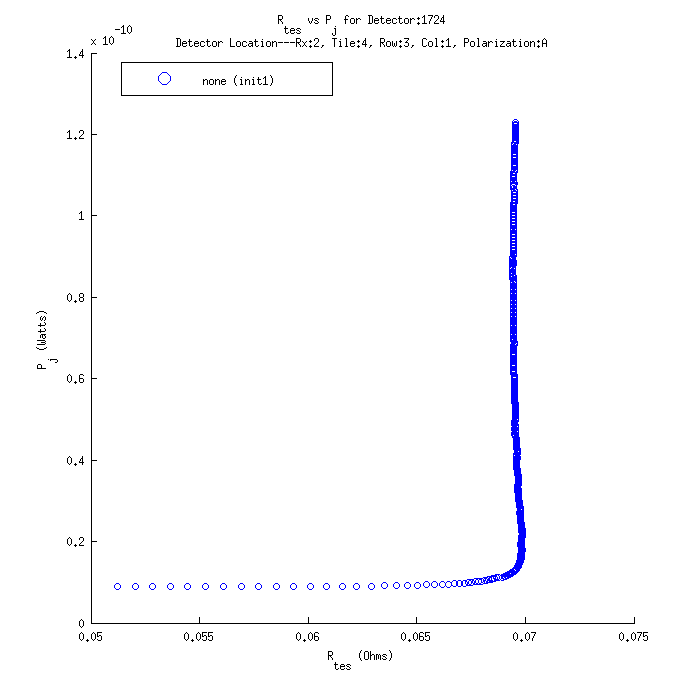 R_tes vs P_j for Detector:1724
x 10^-10
Detector Location---Rx:2, Tile:4, Row:3, Col:1, Polarization:A
none (init1)
1.4
1.2
1
0.8
0.6
0.4
0.2
0
P_j (Watts)
0.05 0.055 0.06 0.065 0.07 0.075
R_tes (Ohms)